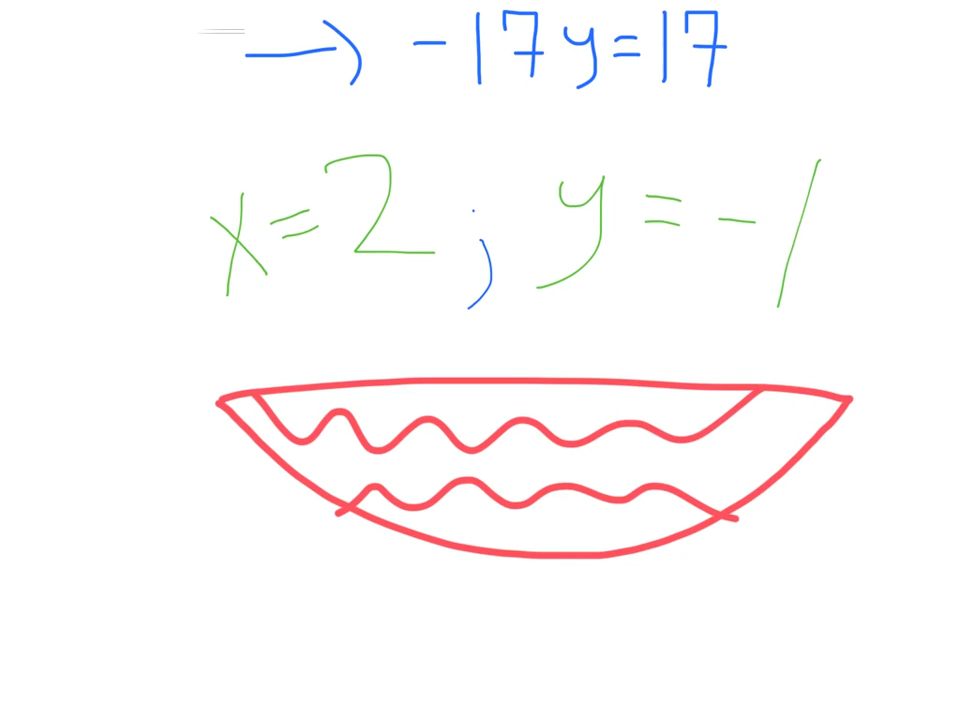 → -17y=17
x=2 ; y=-1